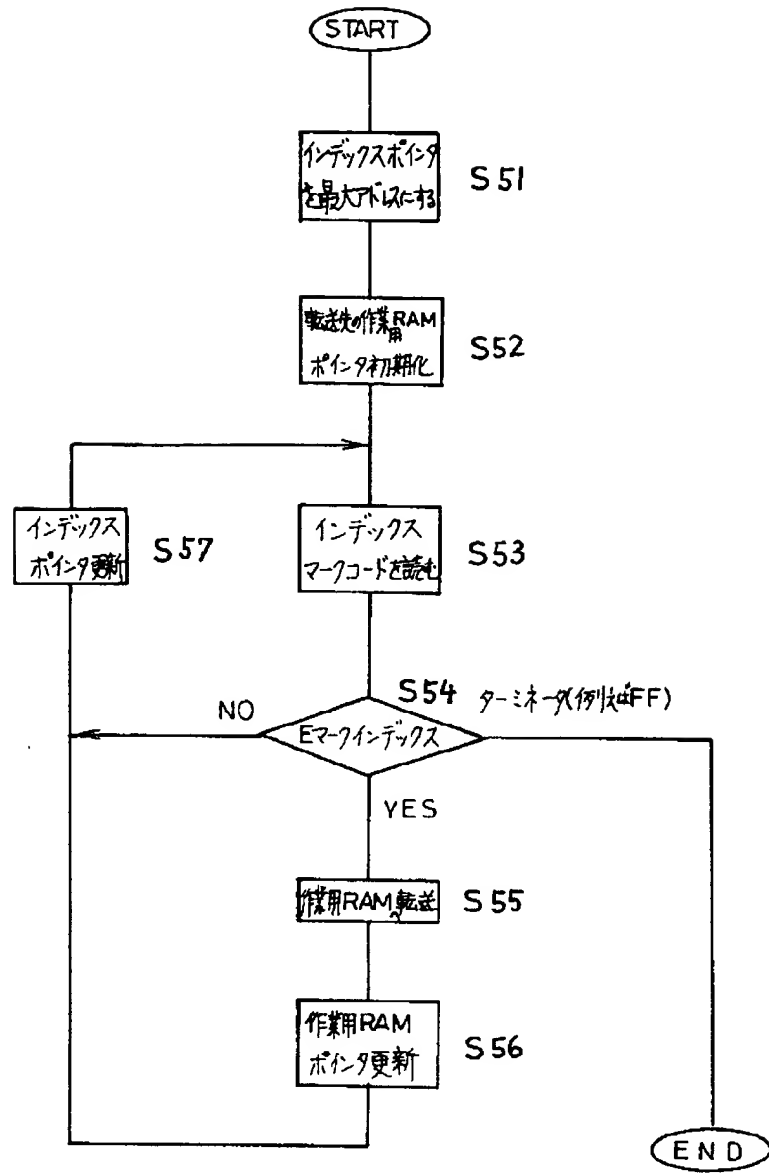 START
インデックスポインタ
を最大アドレスにする
S51
転送先の作業用RAM
ポインタ初期化
S52
インデックス
ポインタ更新
S57
インデックス
マークコードを読む
S53
S54
ターミネータ(例えばFF)
NO
Eマークインデックス
YES
作業用RAMへ転送
S55
作業用RAM
ポインタ更新
S56
END